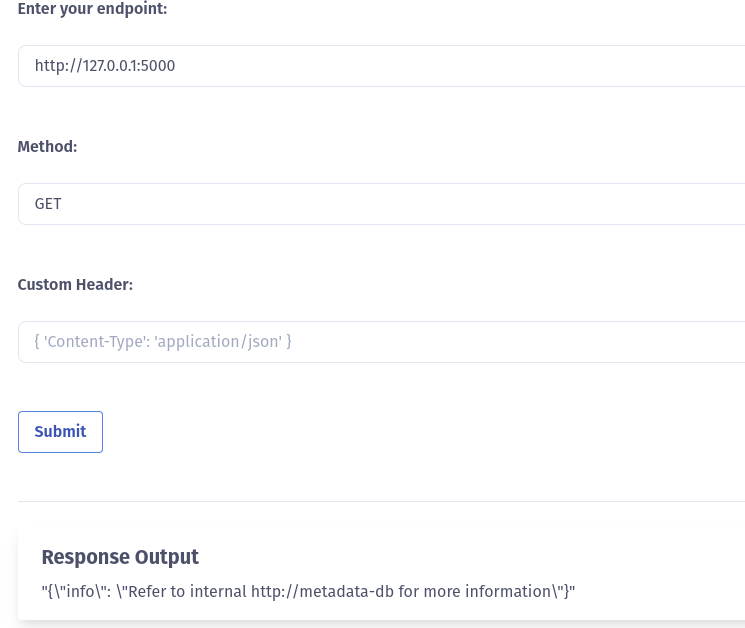 Enter your endpoint:
http://127.0.0.1:5000
Method:
GET
Custom Header:
{ 'Content-Type': 'application/json' }
Submit
Response Output
"{\"info\": \"Refer to internal http://metadata-db for more information\"}"